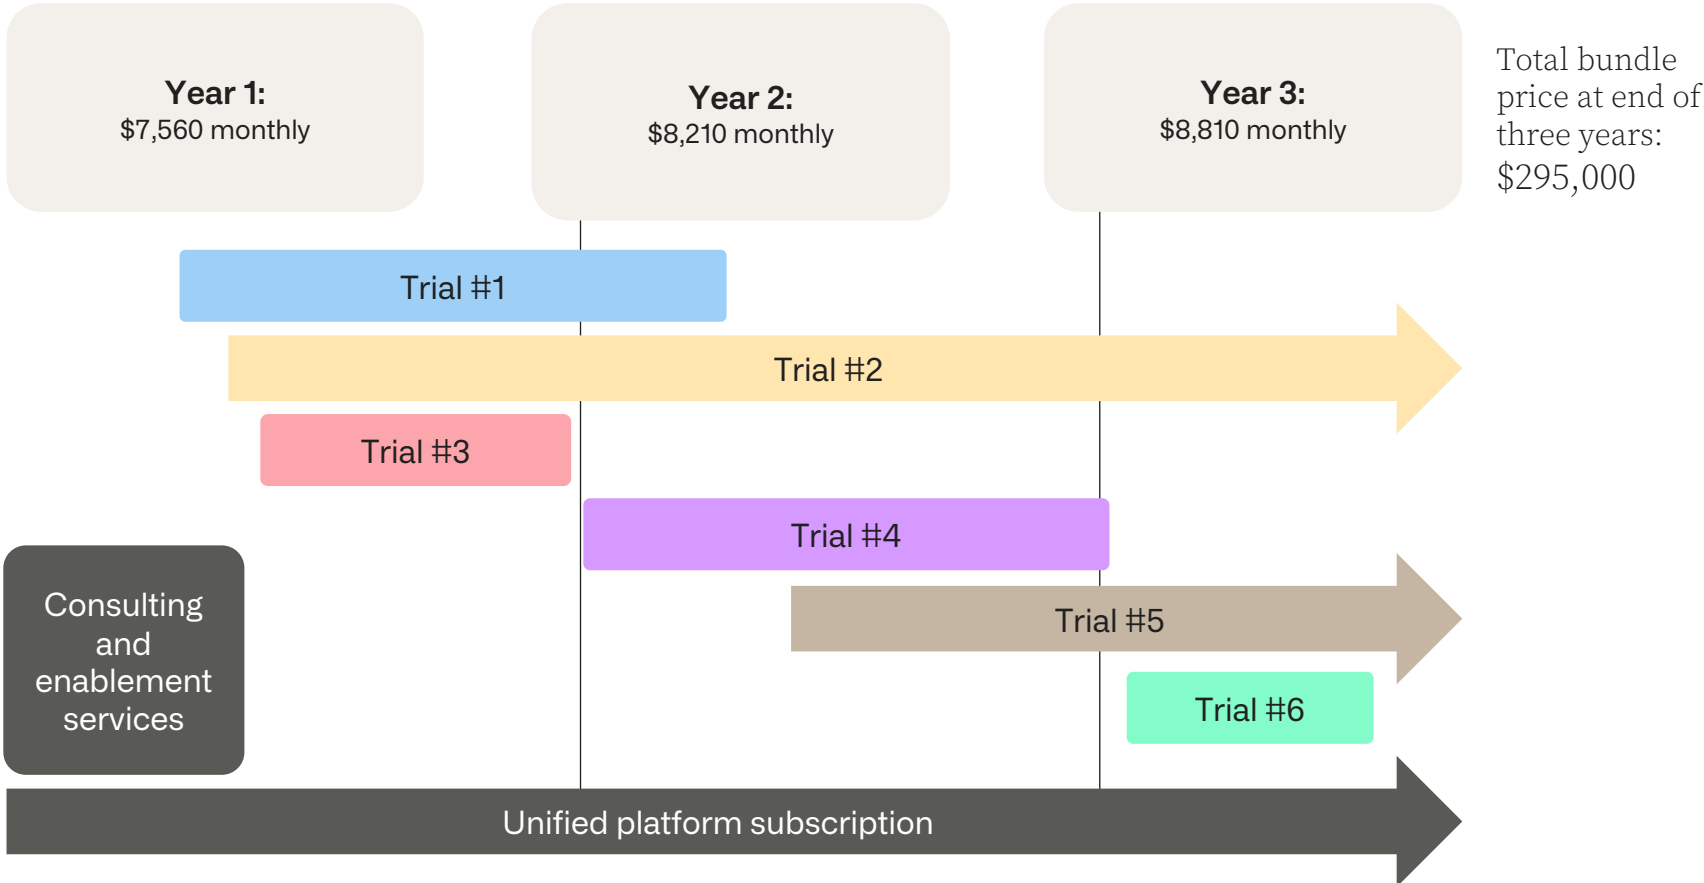 Year 1:
$7,560 monthly
Year 2:
$8,210 monthly
Year 3:
$8,810 monthly
Total bundle
price at end of
three years:
$295,000
Trial #1
Trial #2
Trial #3
Trial #4
Consulting
and
enablement
services
Trial #5
Trial #6
Unified platform subscription